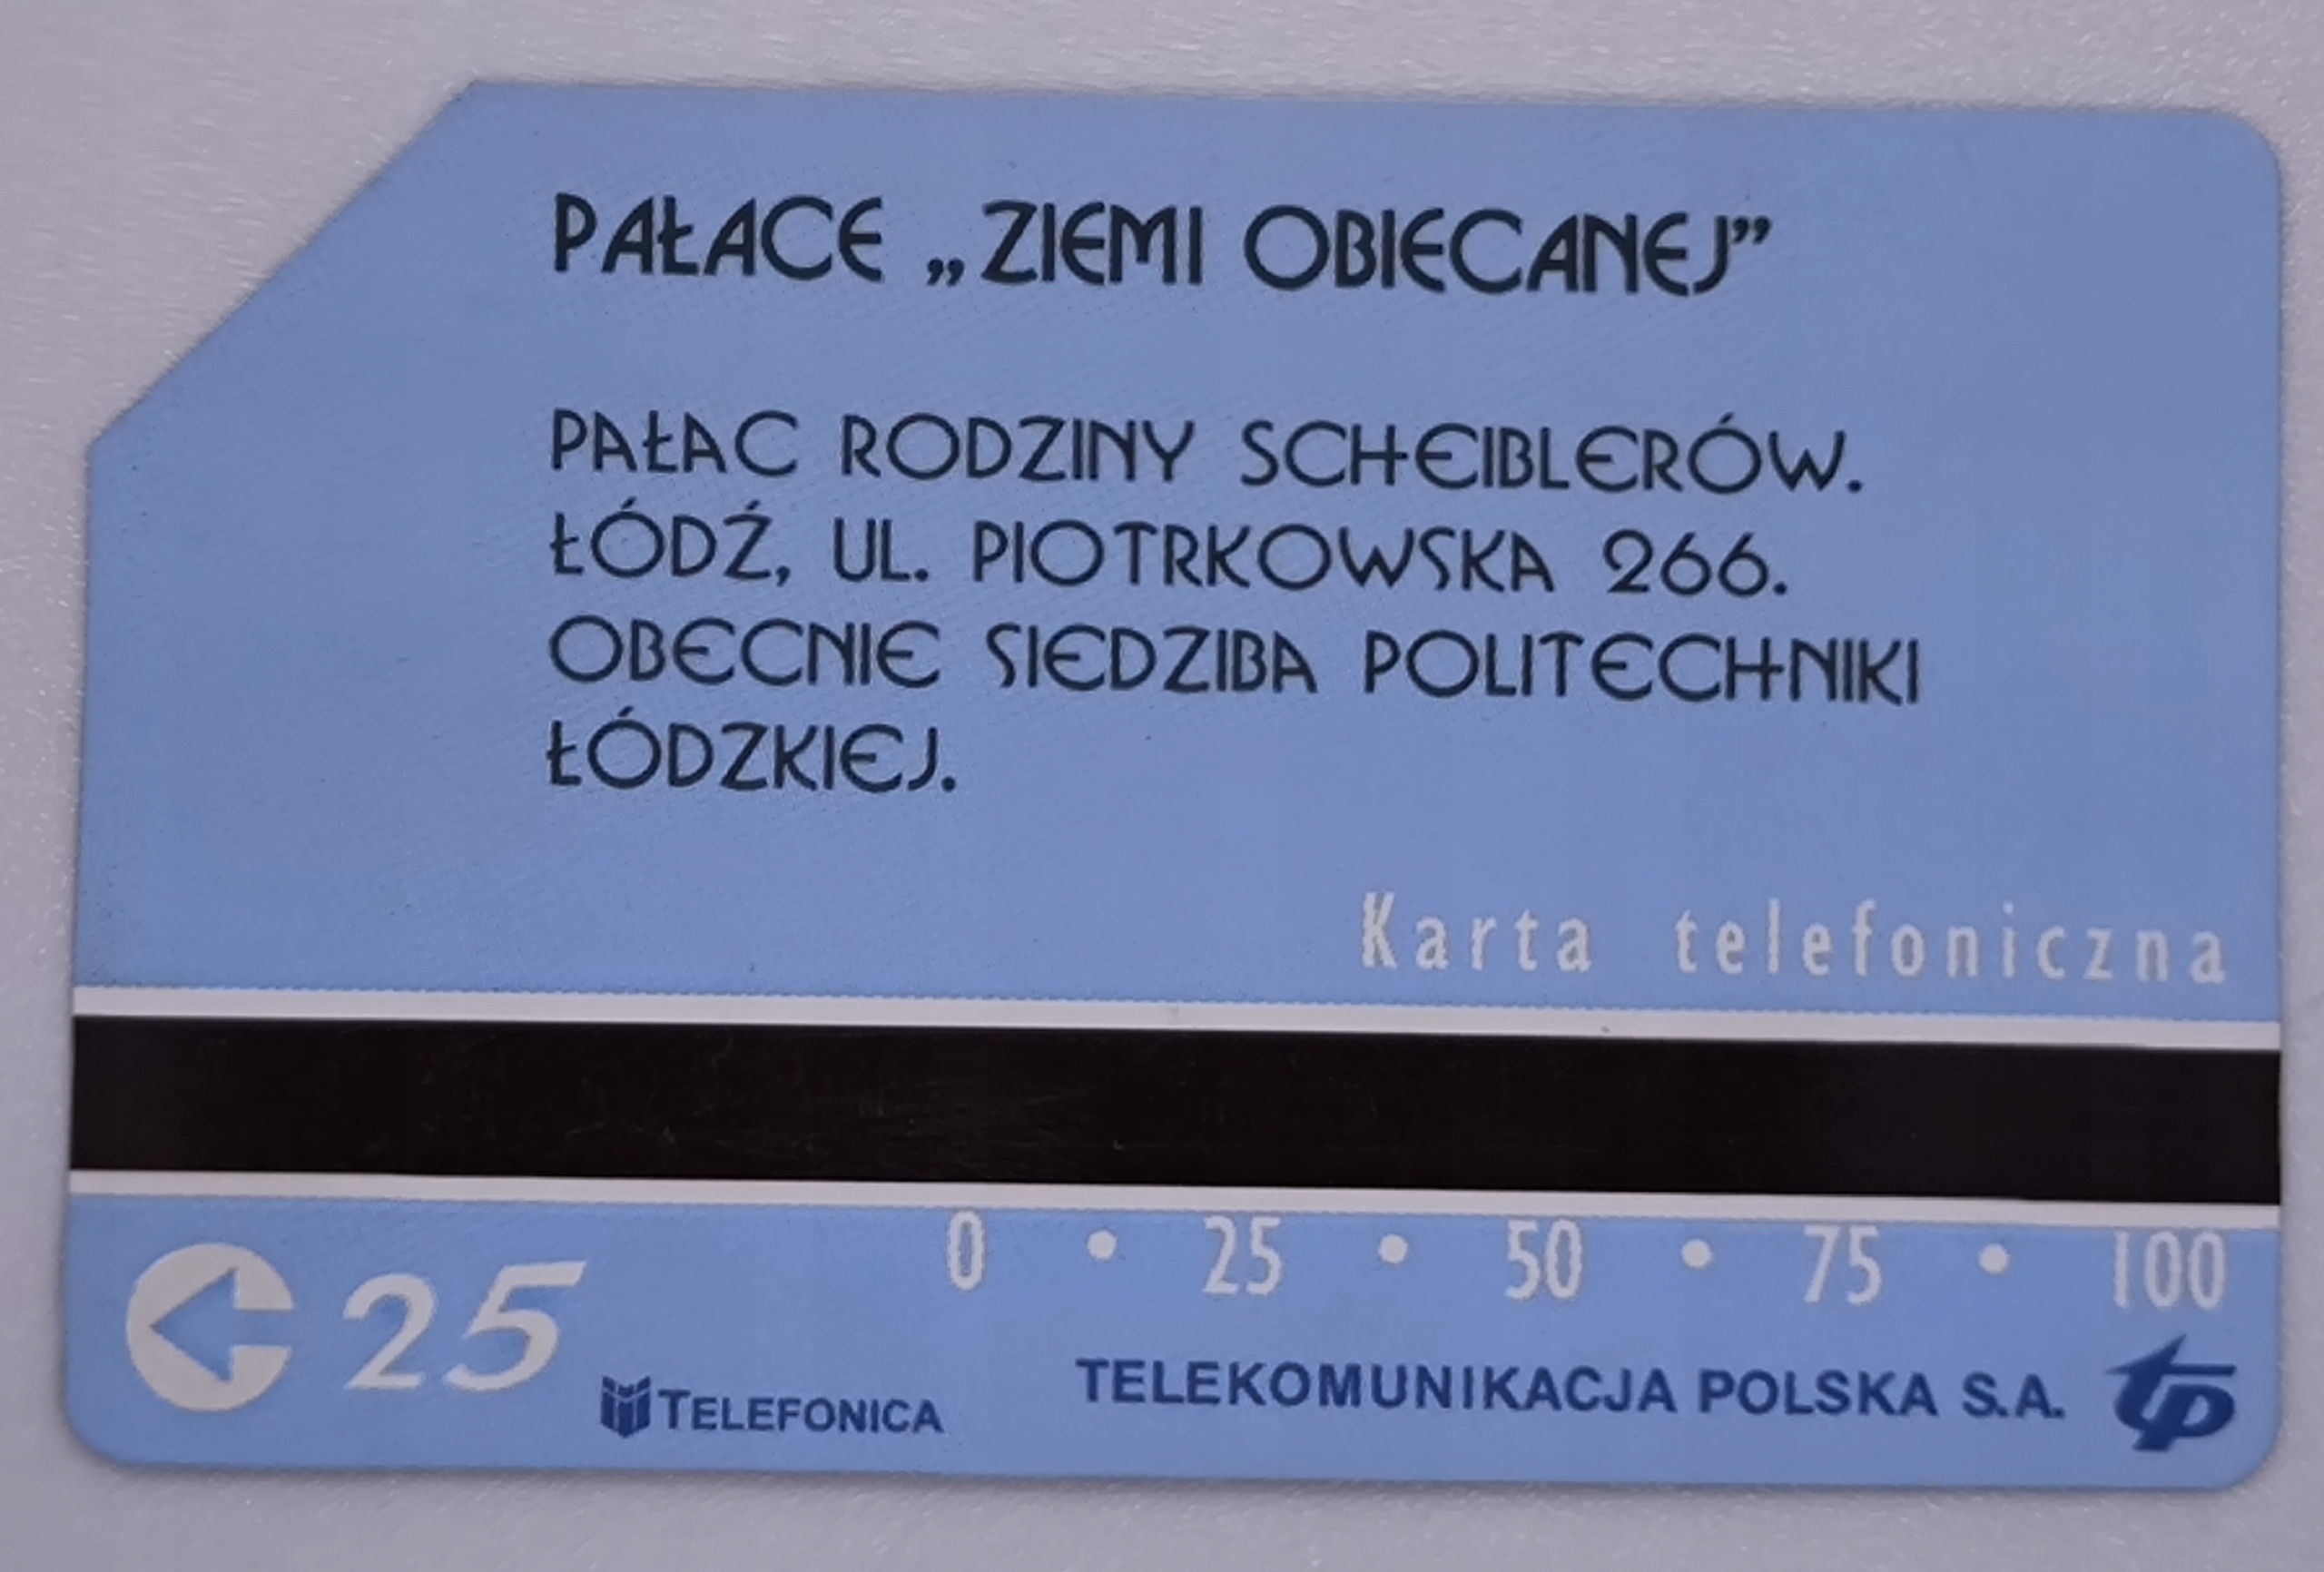 PAŁACE „ZIEMI OBIECANEJ”
PAŁAC RODZINY SCHEIBLERÓW.
ŁÓDŹ, UL. PIOTRKOWSKA 266.
OBECNIE SIEDZIBA POLITECHNIKI
ŁÓDZKIEJ.
Karta telefoniczna
0 • 25 • 50 • 75 • 100
25
TELEFONICA
TELEKOMUNIKACJA POLSKA S.A. tp